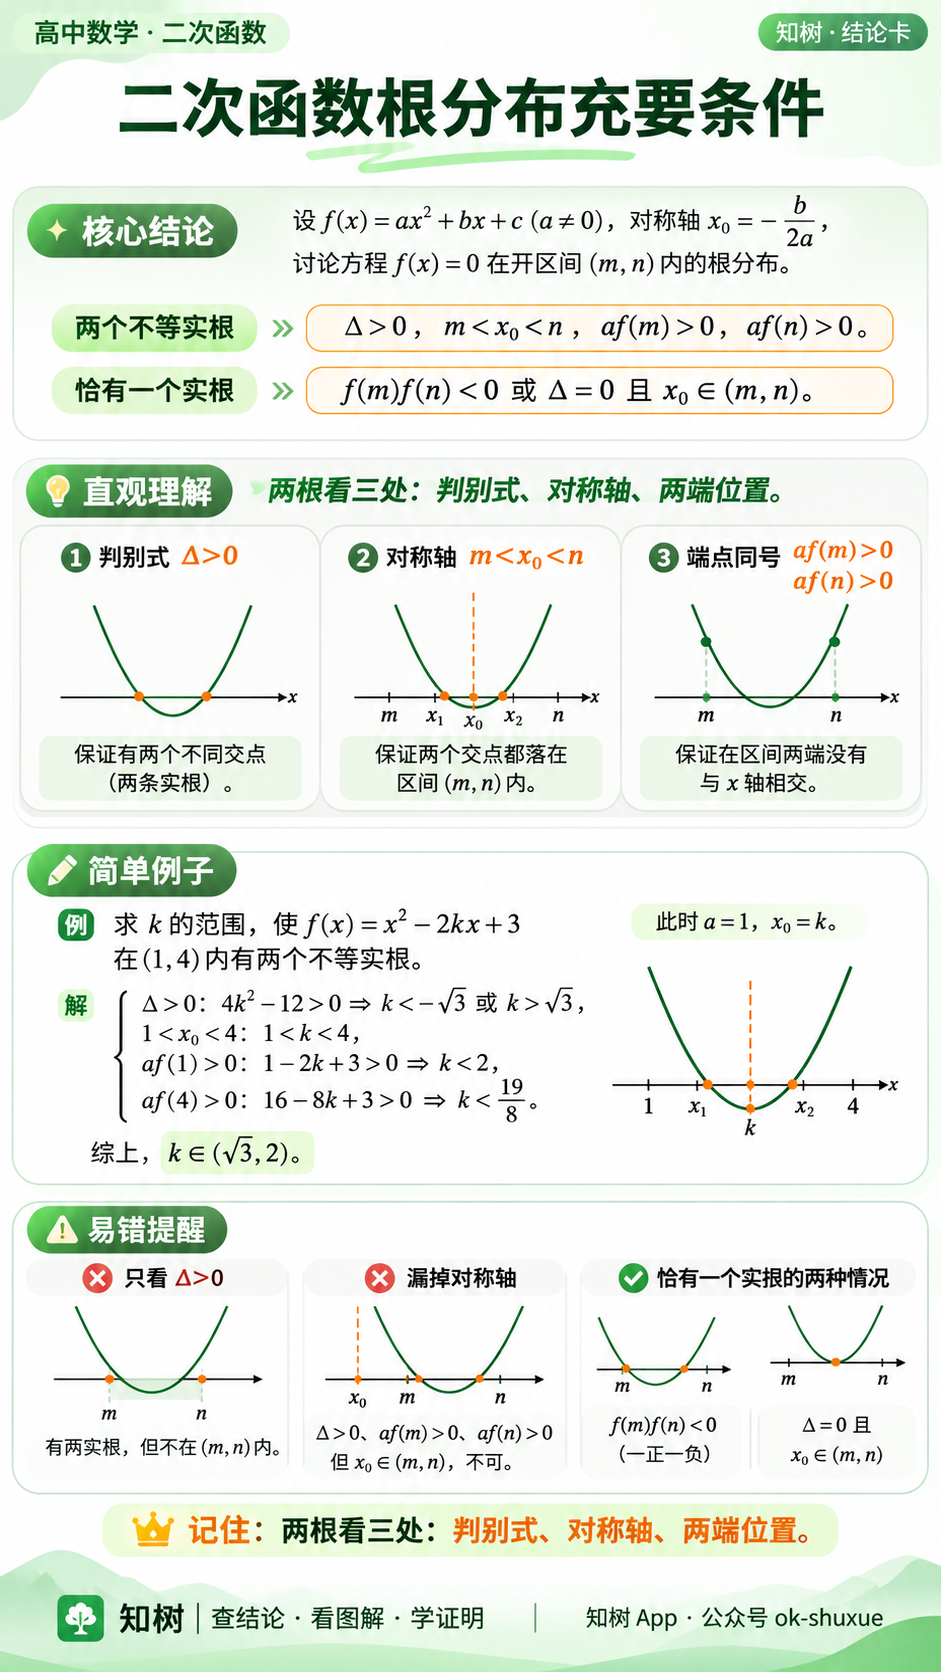 高中数学 · 二次函数
知树 · 结论卡
二次函数根分布充要条件
核心结论
设 f(x) = ax² + bx + c (a ≠ 0)，对称轴 x₀ = − b/2a，
讨论方程 f(x) = 0 在开区间 (m, n) 内的根分布。
两个不等实根 » Δ > 0， m < x₀ < n， af(m) > 0， af(n) > 0。
恰有一个实根 » f(m)f(n) < 0 或 Δ = 0 且 x₀ ∈ (m, n)。
直观理解
两根看三处：判别式、对称轴、两端位置。
1 判别式 Δ>0
x
保证有两个不同交点
（两条实根）。
2 对称轴 m<x₀<n
m x₁ x₀ x₂ n x
保证两个交点都落在
区间 (m, n) 内。
3 端点同号 af(m)>0
af(n)>0
m n x
保证在区间两端没有
与 x 轴相交。
简单例子
例 求 k 的范围，使 f(x) = x² − 2kx + 3
在 (1, 4) 内有两个不等实根。
解 Δ > 0： 4k² − 12 > 0 ⇒ k < −√3 或 k > √3，
1 < x₀ < 4： 1 < k < 4，
af(1) > 0： 1 − 2k + 3 > 0 ⇒ k < 2，
af(4) > 0： 16 − 8k + 3 > 0 ⇒ k < 19/8。
综上， k ∈ (√3, 2)。
此时 a = 1，x₀ = k。
1 x₁ x₂ 4 x
k
易错提醒
只看 Δ>0
m n
有两实根，但不在 (m, n) 内。
漏掉对称轴
x₀ m n
Δ > 0、af(m) > 0、af(n) > 0
但 x₀ ∈ (m, n)，不可。
恰有一个实根的两种情况
m n
f(m)f(n) < 0
（一正一负）
m n
Δ = 0 且
x₀ ∈ (m, n)
记住：两根看三处：判别式、对称轴、两端位置。
知树 | 查结论 · 看图解 · 学证明 | 知树 App · 公众号 ok-shuxue